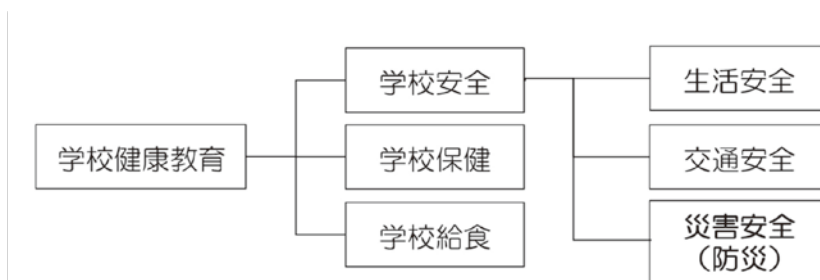 学校健康教育
学校安全
学校保健
学校給食
生活安全
交通安全
災害安全
（防災）